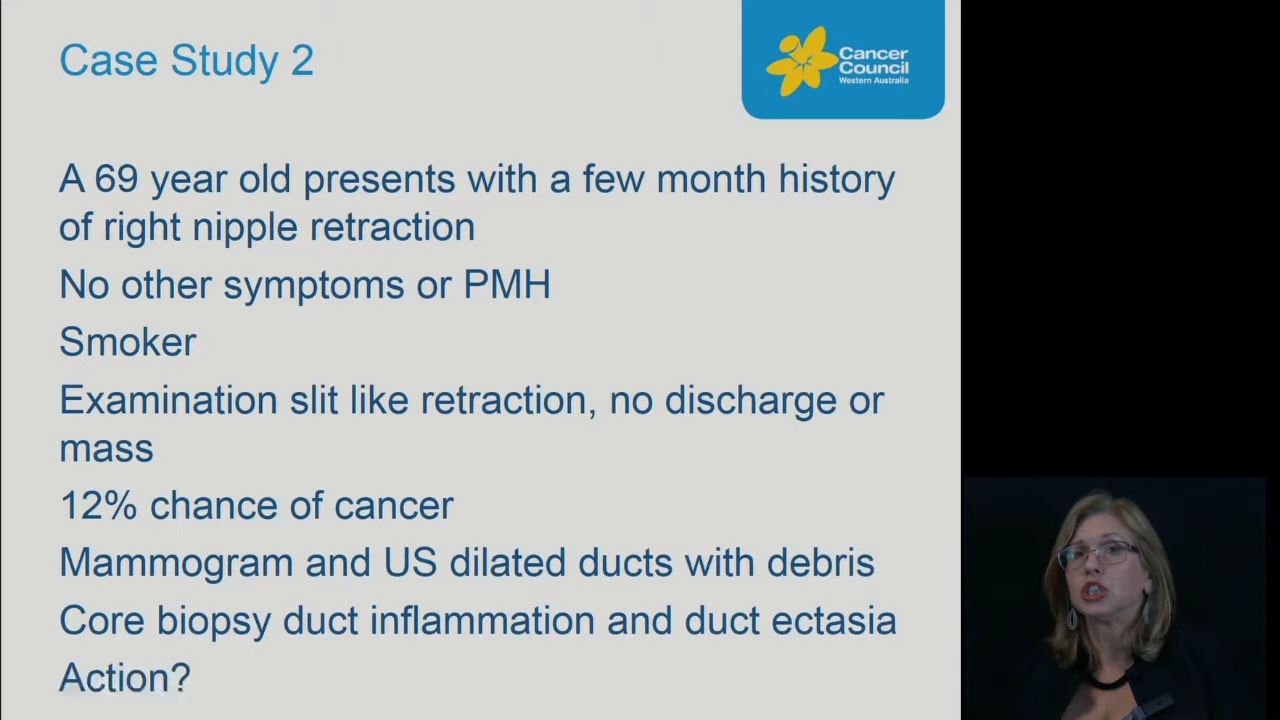 Case Study 2
Cancer
Council
Western Australia
A 69 year old presents with a few month history
of right nipple retraction
No other symptoms or PMH
Smoker
Examination slit like retraction, no discharge or
mass
12% chance of cancer
Mammogram and US dilated ducts with debris
Core biopsy duct inflammation and duct ectasia
Action?